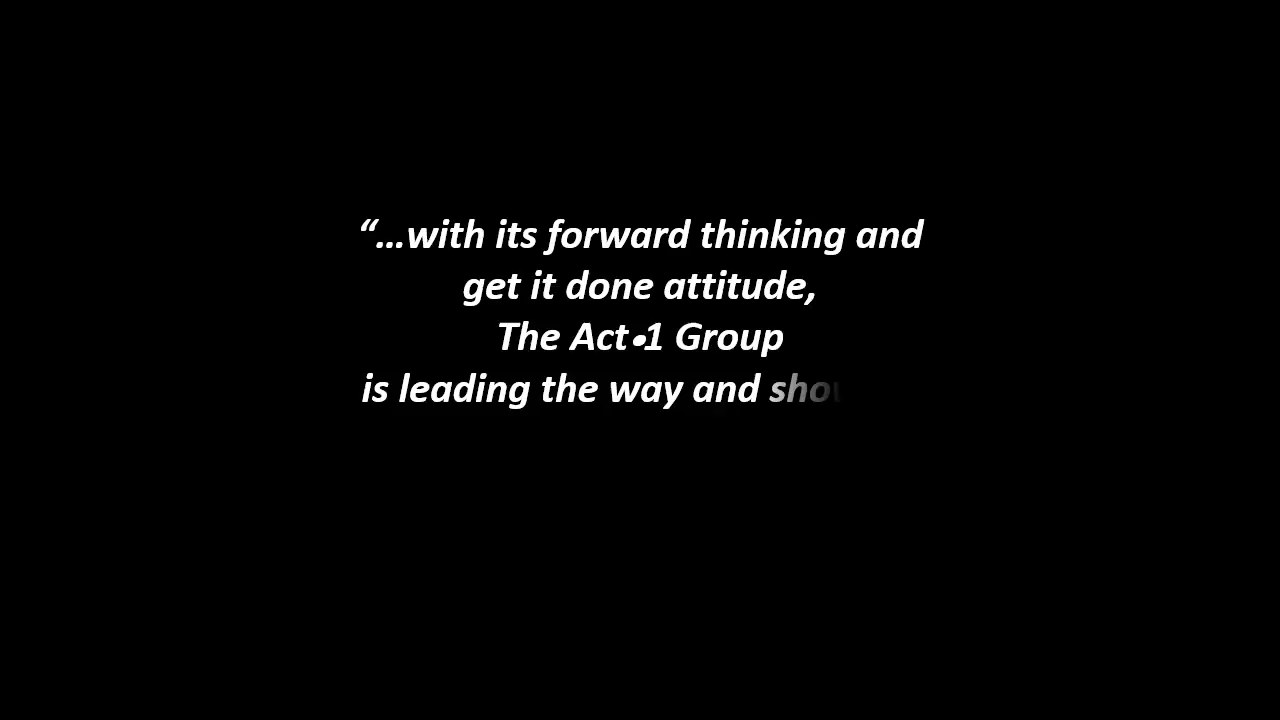 “...with its forward thinking and
get it done attitude,
The Act•1 Group
is leading the way and